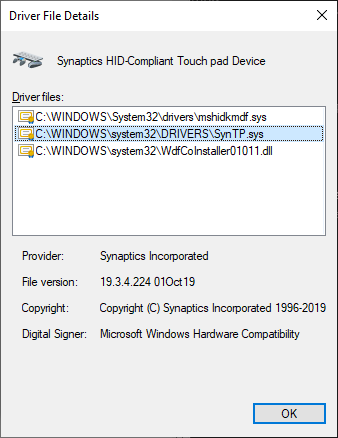 Driver File Details
Synaptics HID-Compliant Touch pad Device
Driver files:
C:\WINDOWS\System32\drivers\mshidkmdf.sys
C:\WINDOWS\system32\DRIVERS\SynTP.sys
C:\WINDOWS\system32\WdfCoInstaller01011.dll
Provider: Synaptics Incorporated
File version: 19.3.4.224 01Oct19
Copyright: Copyright (C) Synaptics Incorporated 1996-2019
Digital Signer: Microsoft Windows Hardware Compatibility
OK